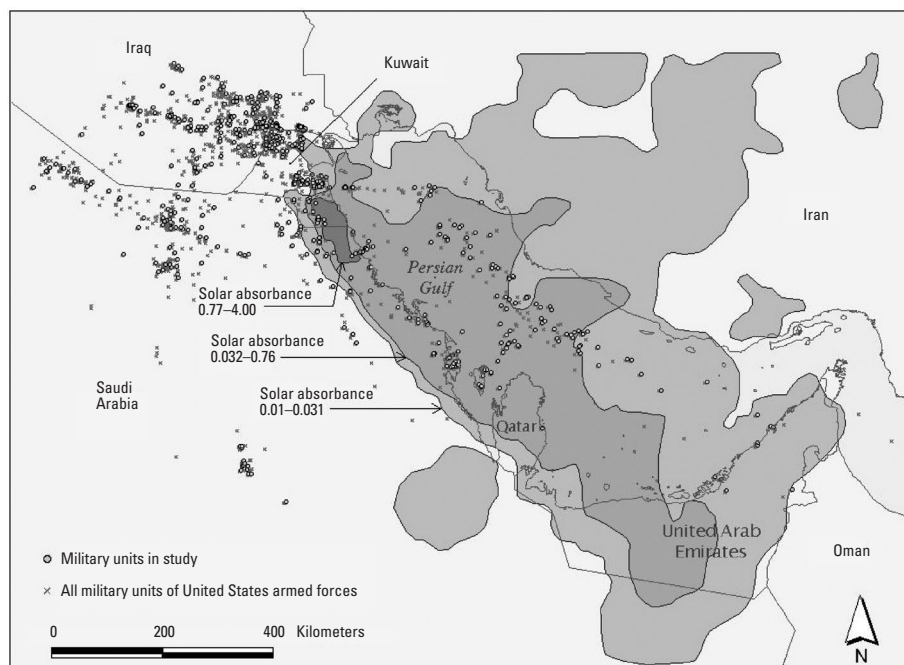 Iraq
Kuwait
Iran
Persian
Gulf
Solar absorbance
0.77–4.00
Solar absorbance
0.032–0.76
Saudi
Arabia
Solar absorbance
0.01–0.031
Qatar
United Arab
Emirates
Oman
Military units in study
All military units of United States armed forces
0 200 400 Kilometers
N